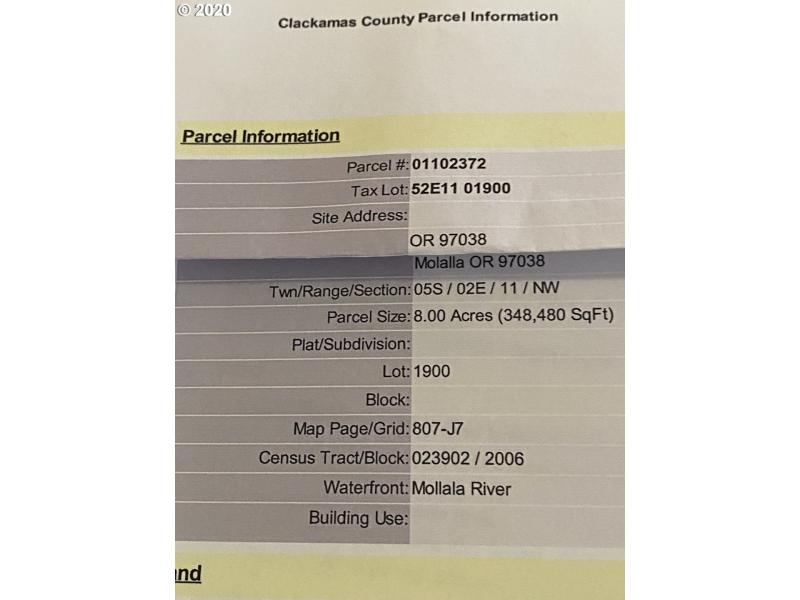 © 2020
Clackamas County Parcel Information
Parcel Information
Parcel #: 01102372
Tax Lot: 52E11 01900
Site Address:
OR 97038
Molalla OR 97038
Twn/Range/Section: 05S / 02E / 11 / NW
Parcel Size: 8.00 Acres (348,480 SqFt)
Plat/Subdivision:
Lot: 1900
Block:
Map Page/Grid: 807-J7
Census Tract/Block: 023902 / 2006
Waterfront: Mollala River
Building Use:
and